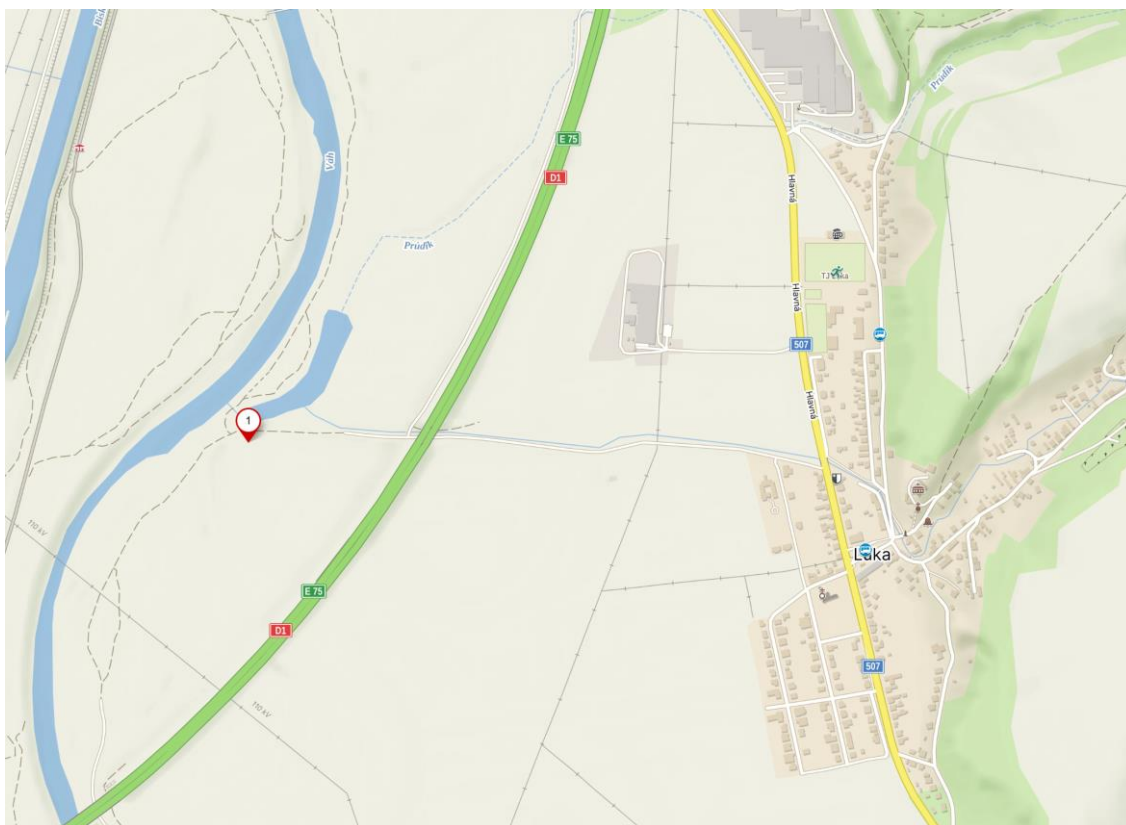 Váh
Prúdik
E 75
D1
Prúdik
Hlavná
Hlavná
TJ Lúka
507
Hlavná
1
110 kV
Lúka
E 75
D1
507
110 kV